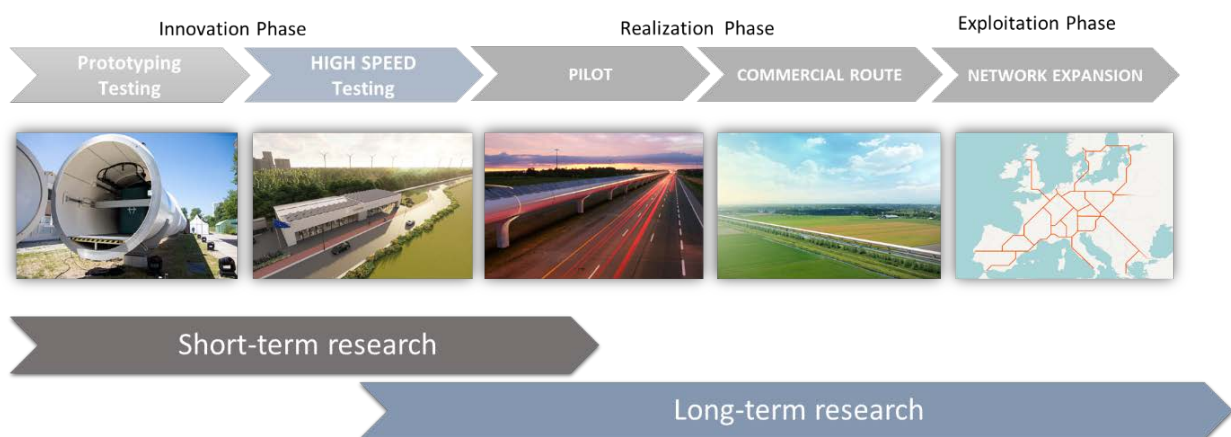 Innovation Phase
Realization Phase
Exploitation Phase
Prototyping
Testing
HIGH SPEED
Testing
PILOT
COMMERCIAL ROUTE
NETWORK EXPANSION
Short-term research
Long-term research